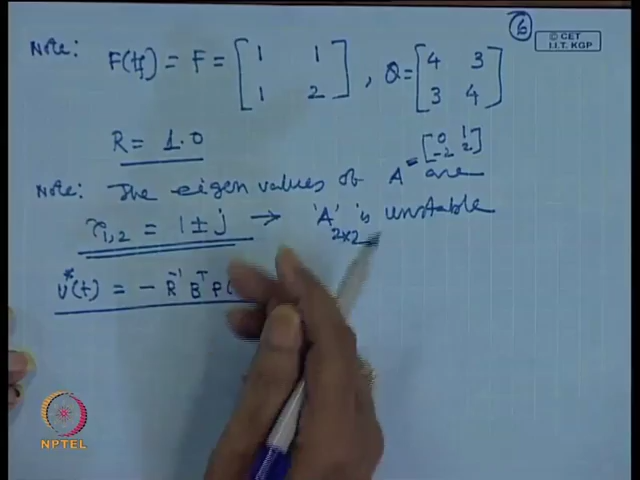 6
© CET
I.I.T. KGP
Note: F(tf) = F = [1 1; 1 2], Q = [4 3; 3 4]
R = 1.0
Note: The eigen values of A = [0 1; -2 2] are
λ1,2 = 1 ± j → 'A' is unstable
2×2
U*(t) = - R⁻¹ Bᵀ P(
NPTEL